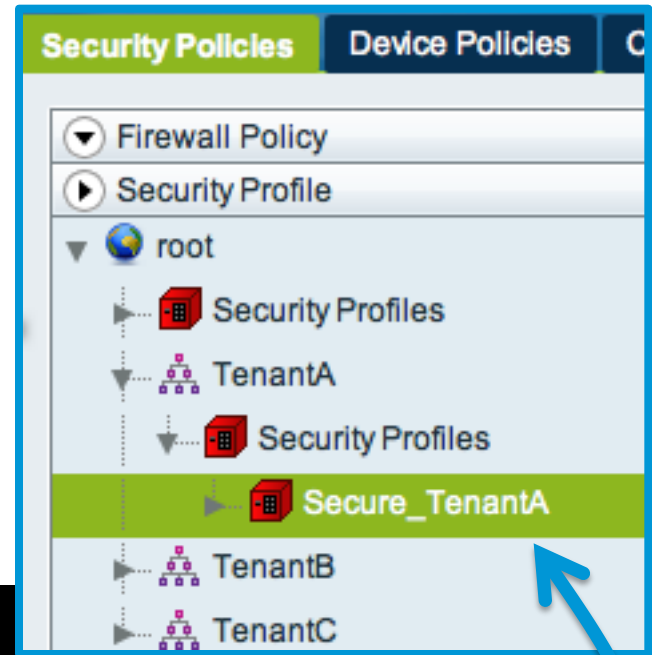 Security Policies Device Policies
Firewall Policy
Security Profile
root
Security Profiles
TenantA
Security Profiles
Secure_TenantA
TenantB
TenantC